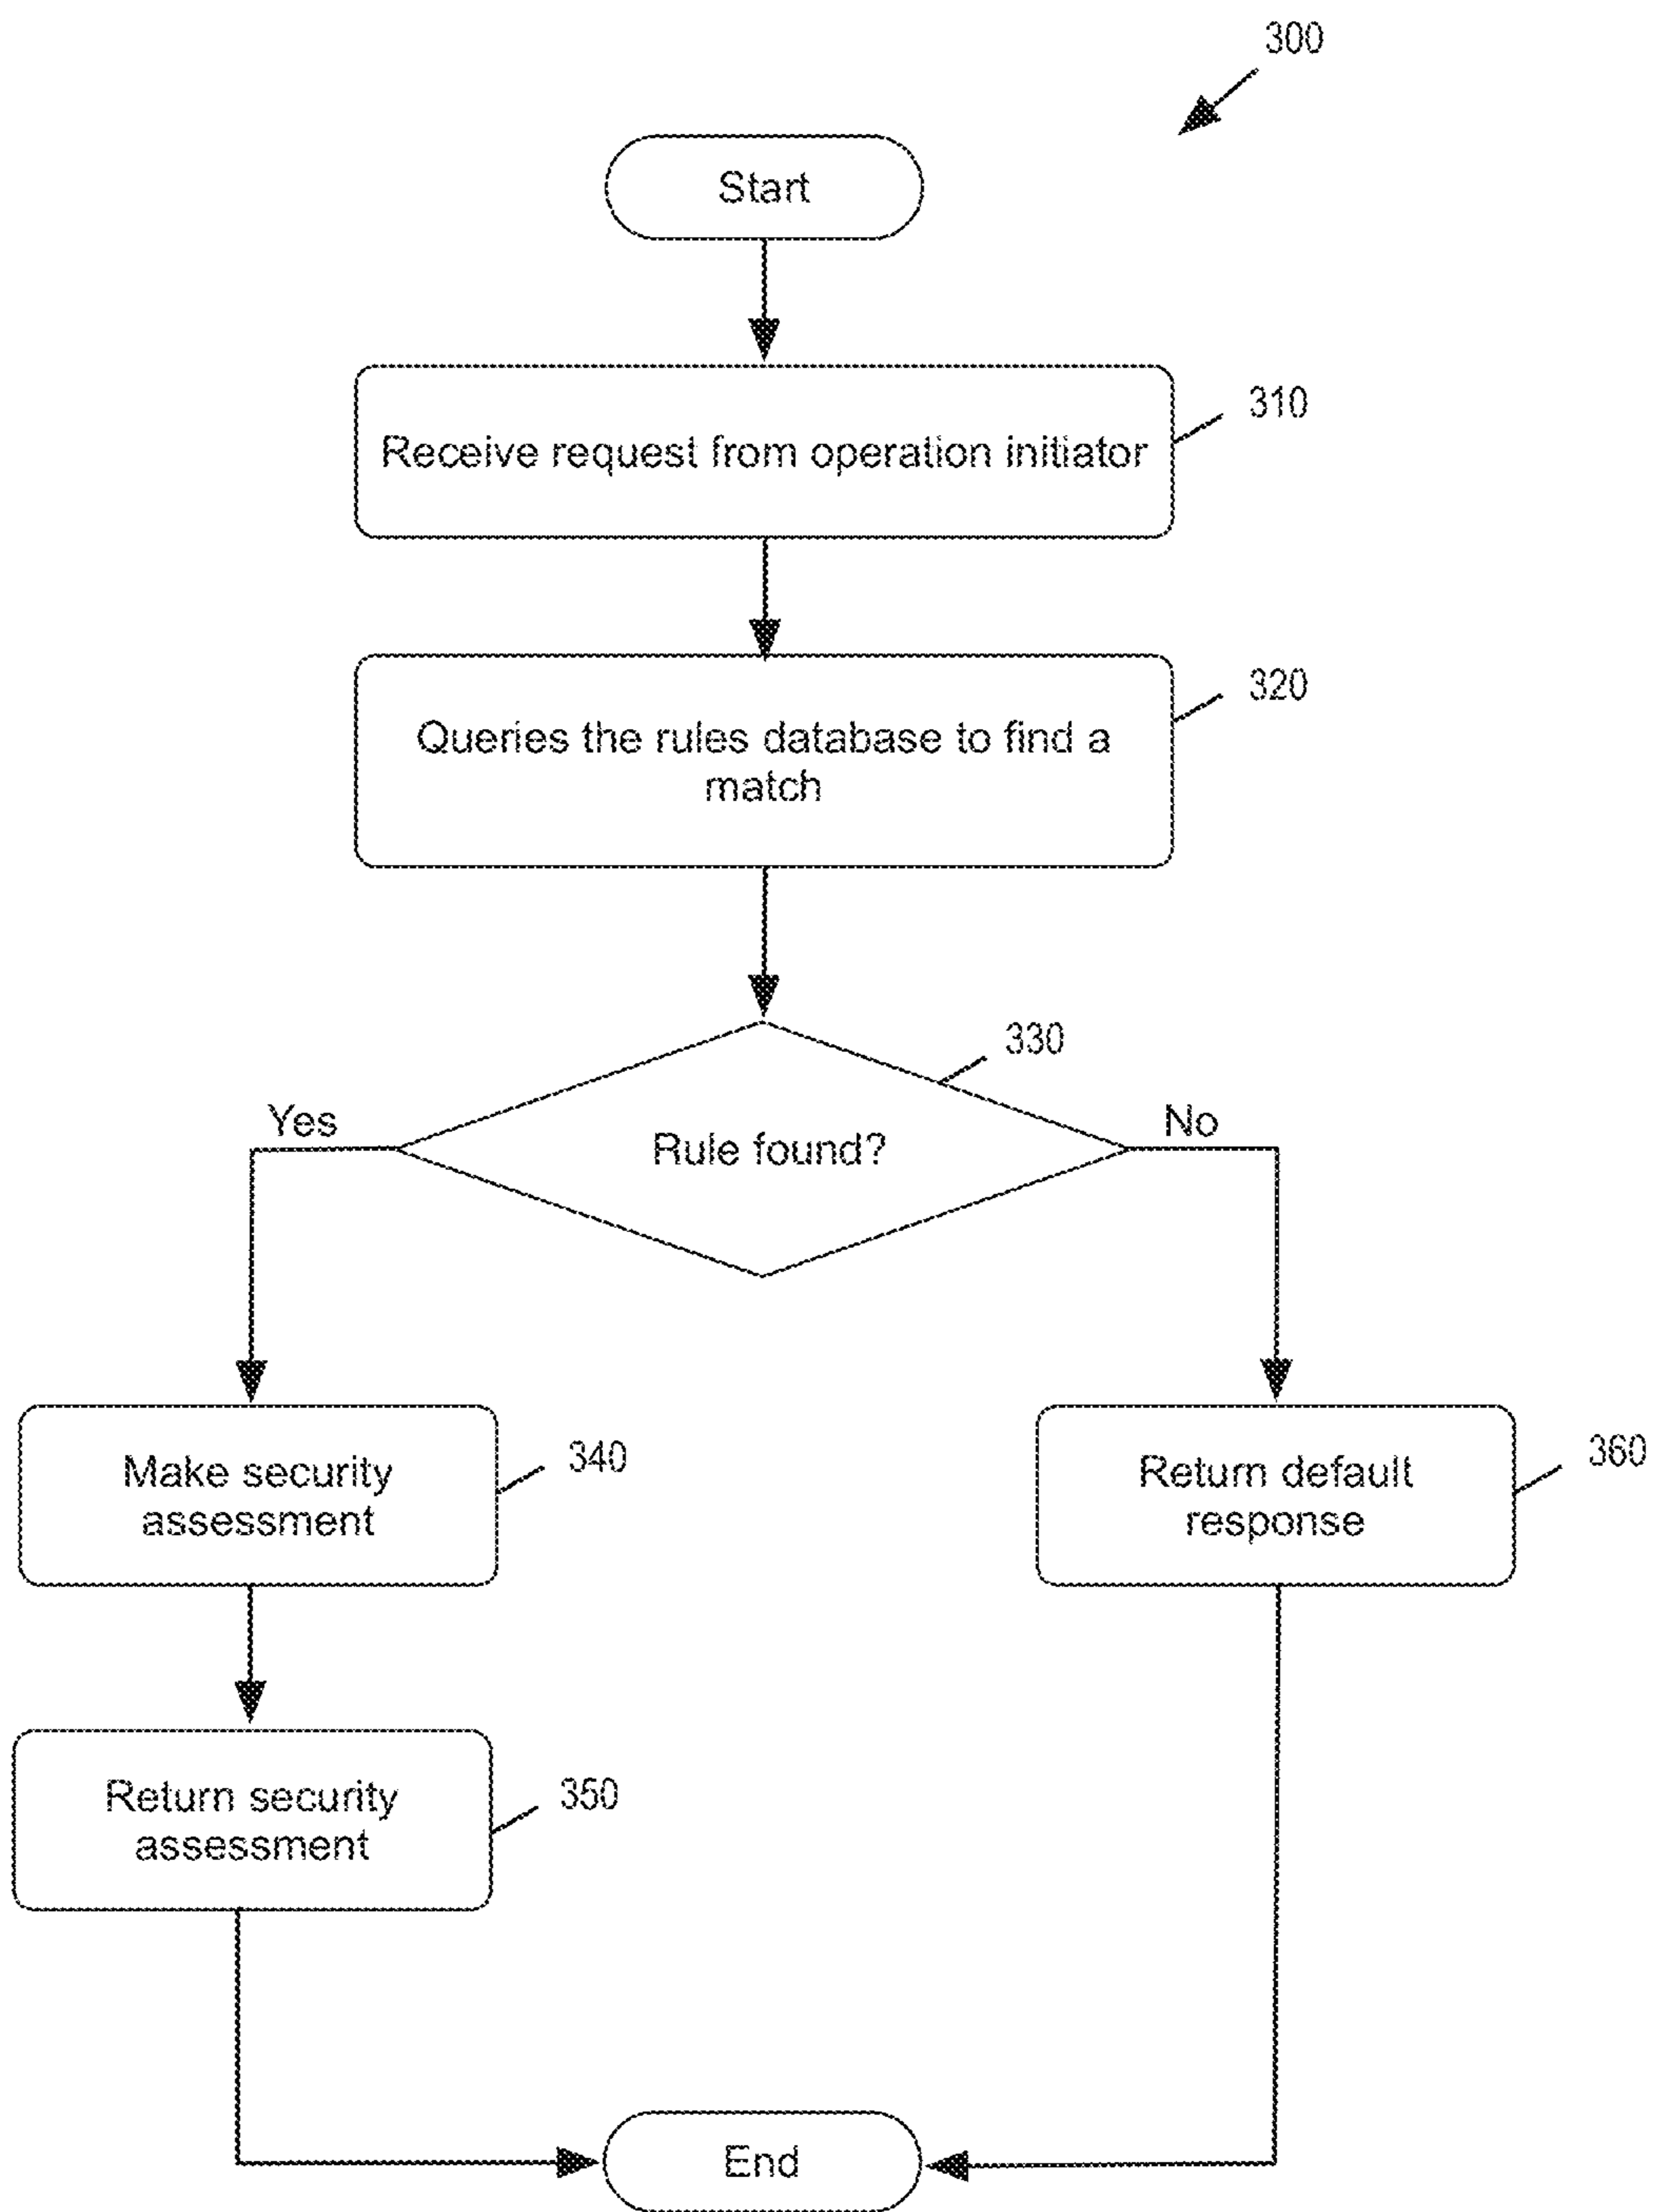 300
Start
310
Receive request from operation initiator
320
Queries the rules database to find a
match
330
Yes
No
Rule found?
340
Make security
assessment
360
Return default
response
350
Return security
assessment
End